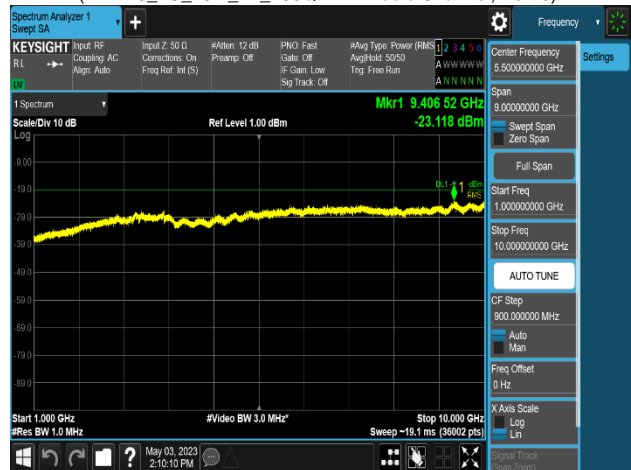 Spectrum Analyzer 1
Swept SA
Frequency
KEYSIGHT
RL
Input: RF
Coupling: AC
Align: Auto
Input Z: 50 Ω
Corrections: On
Freq Ref: Int (S)
#Atten: 12 dB
Preamp: Off
PNO: Fast
Gate: Off
IF Gain: Low
Sig Track: Off
#Avg Type: Power (RMS
Avg|Hold: 50/50
Trig: Free Run
1 2 3 4 5 6
A W W W W W
A N N N N N
1 Spectrum
Scale/Div 10 dB
Ref Level 1.00 dBm
Mkr1 9.406 52 GHz
-23.118 dBm
Log
-9.00
-19.0
-29.0
-39.0
-49.0
-59.0
-69.0
-79.0
-89.0
1
RMS
Start 1.000 GHz
#Res BW 1.0 MHz
#Video BW 3.0 MHz*
Stop 10.000 GHz
Sweep ~19.1 ms (36002 pts)
Center Frequency
5.500000000 GHz
Settings
Span
9.00000000 GHz
Swept Span
Zero Span
Full Span
Start Freq
1.000000000 GHz
Stop Freq
10.000000000 GHz
AUTO TUNE
CF Step
900.000000 MHz
Auto
Man
Freq Offset
0 Hz
X Axis Scale
Log
Lin
Signal Track
(Span Zoom)
?
May 03, 2023
2:10:10 PM